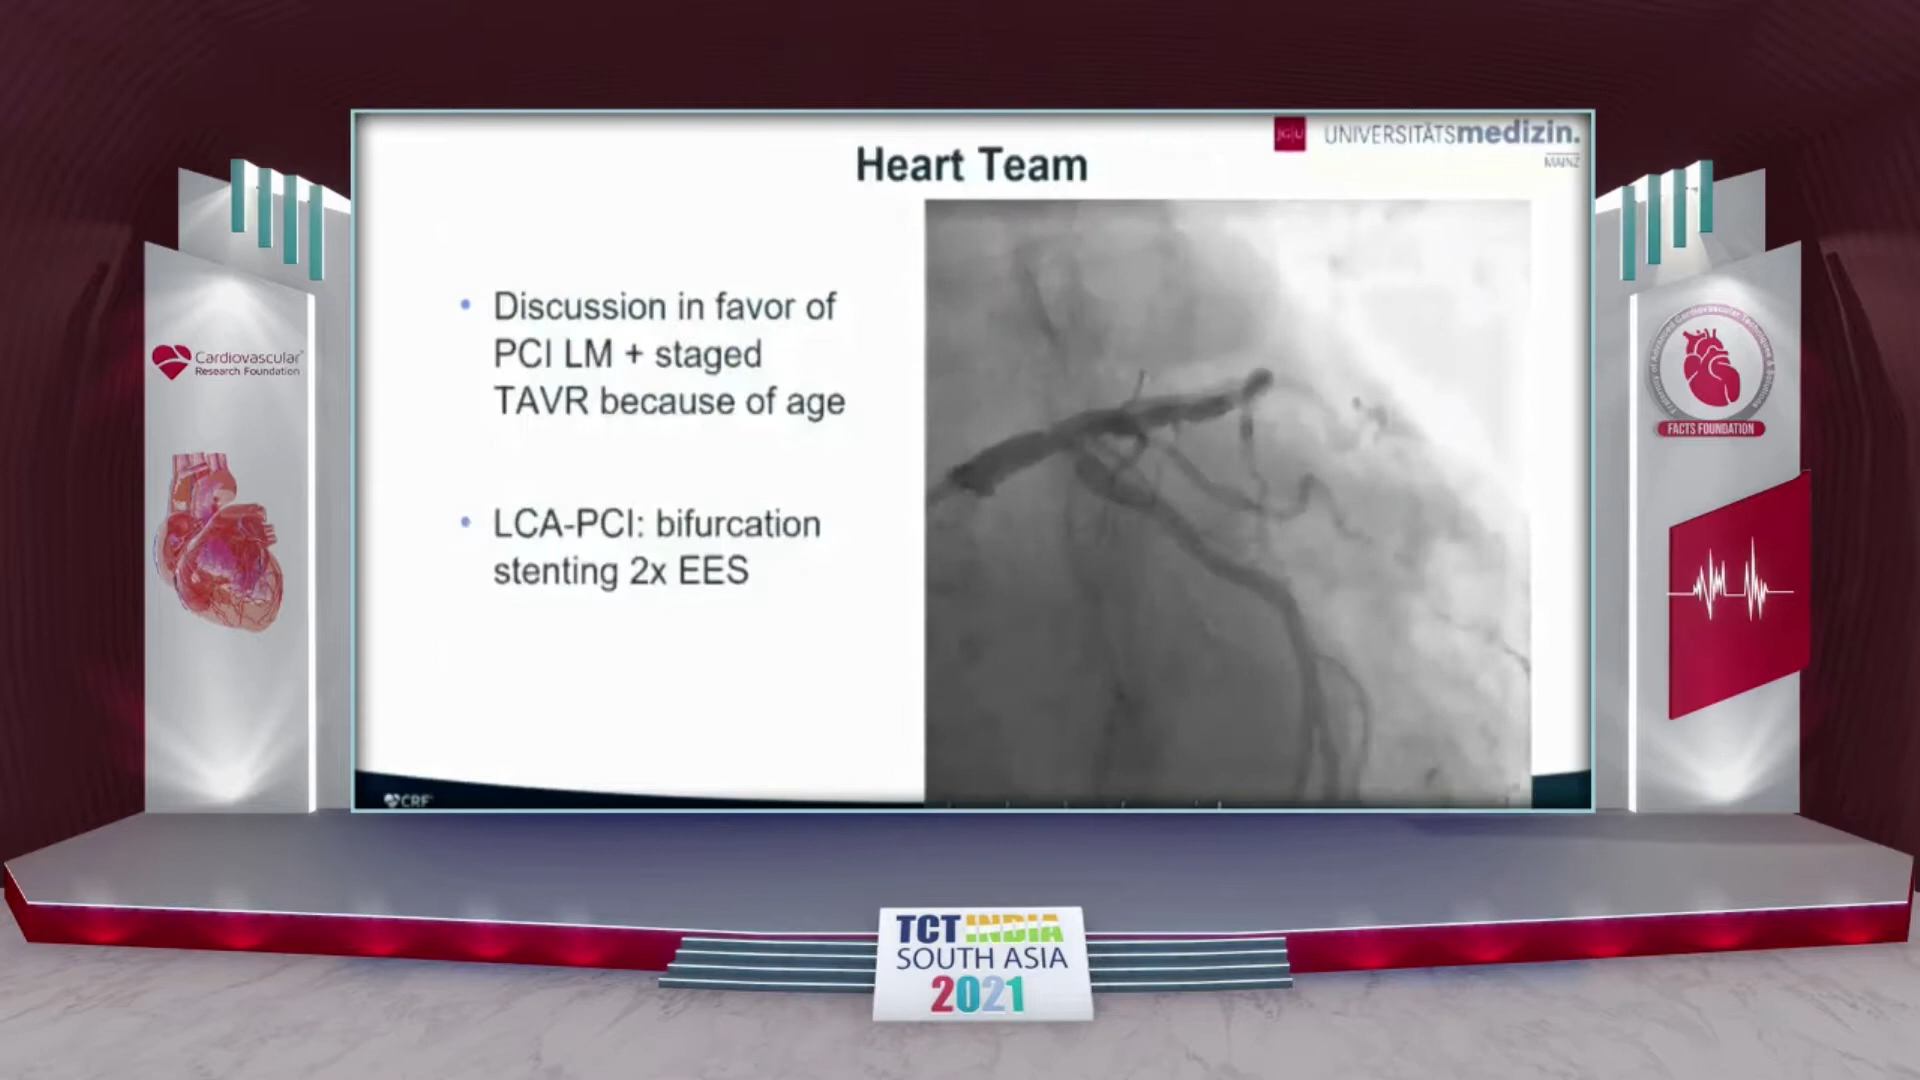 JG|U UNIVERSITÄTSmedizin.
MAINZ
Heart Team
• Discussion in favor of
PCI LM + staged
TAVR because of age
• LCA-PCI: bifurcation
stenting 2x EES
CRF
Cardiovascular
Research Foundation
FACTS FOUNDATION
TCT INDIA
SOUTH ASIA
2021